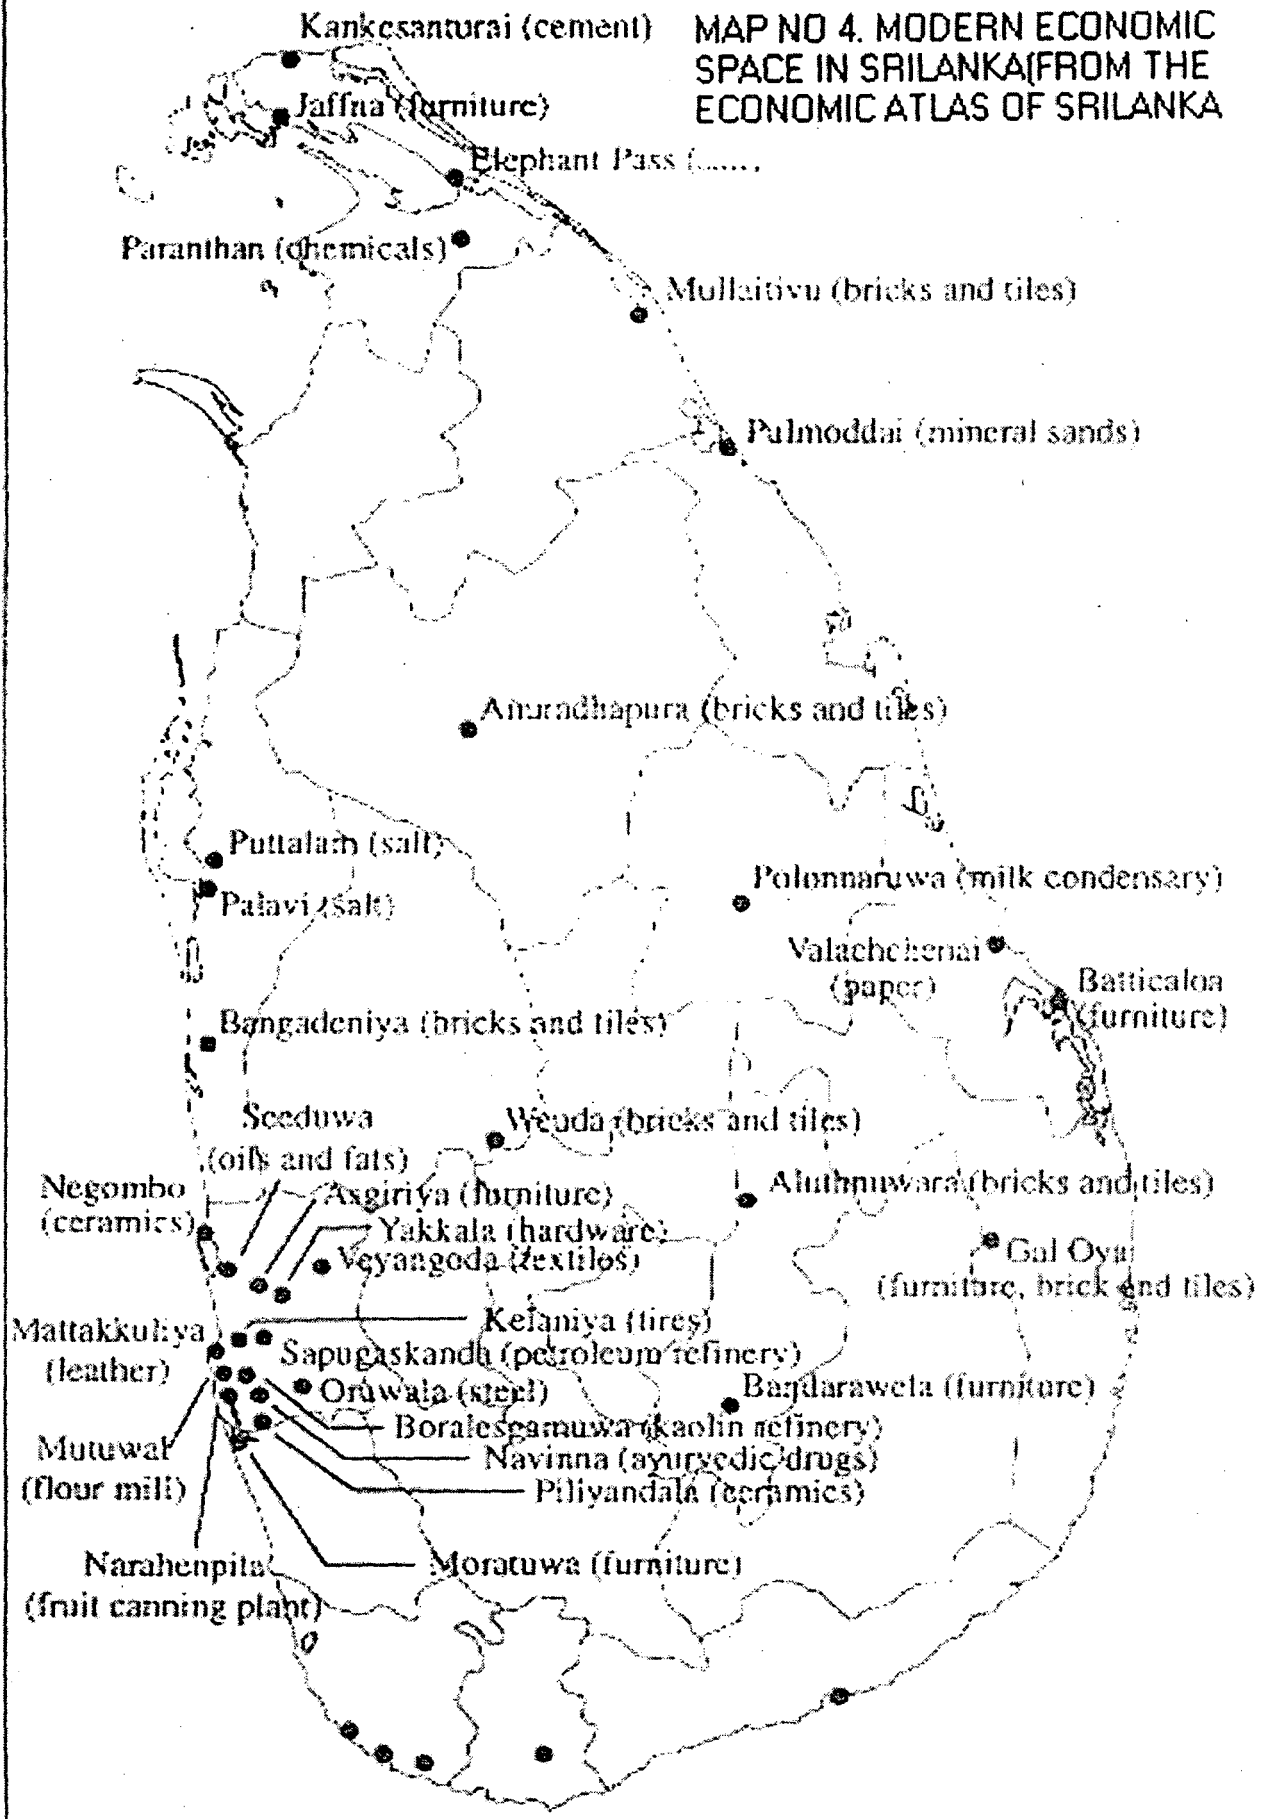 Kankesanturai (cement)
MAP NO 4. MODERN ECONOMIC
SPACE IN SRILANKA(FROM THE
ECONOMIC ATLAS OF SRILANKA
Jaffna (furniture)
Elephant Pass (
Paranthan (chemicals)
Mullaitivu (bricks and tiles)
Pulmoddai (mineral sands)
Anuradhapura (bricks and tiles)
Puttalam (salt)
Palavi (salt)
Polonnaruwa (milk condensary)
Valachchenai
(paper)
Batticaloa
(furniture)
Bangadeniya (bricks and tiles)
Seeduwa
(oils and fats)
Weuda (bricks and tiles)
Negombo
(ceramics)
Asgiriya (furniture)
Aluthnuwara (bricks and tiles)
Yakkala (hardware)
Veyangoda (textiles)
Gal Oya
(furniture, brick and tiles)
Mattakkuliya
(leather)
Kelaniya (tires)
Sapugaskanda (petroleum refinery)
Oruwala (steel)
Bandarawela (furniture)
Boralesgamuwa (kaolin refinery)
Mutuwal
(flour mill)
Navinna (ayurvedic drugs)
Piliyandala (ceramics)
Narahenpita
(fruit canning plant)
Moratuwa (furniture)